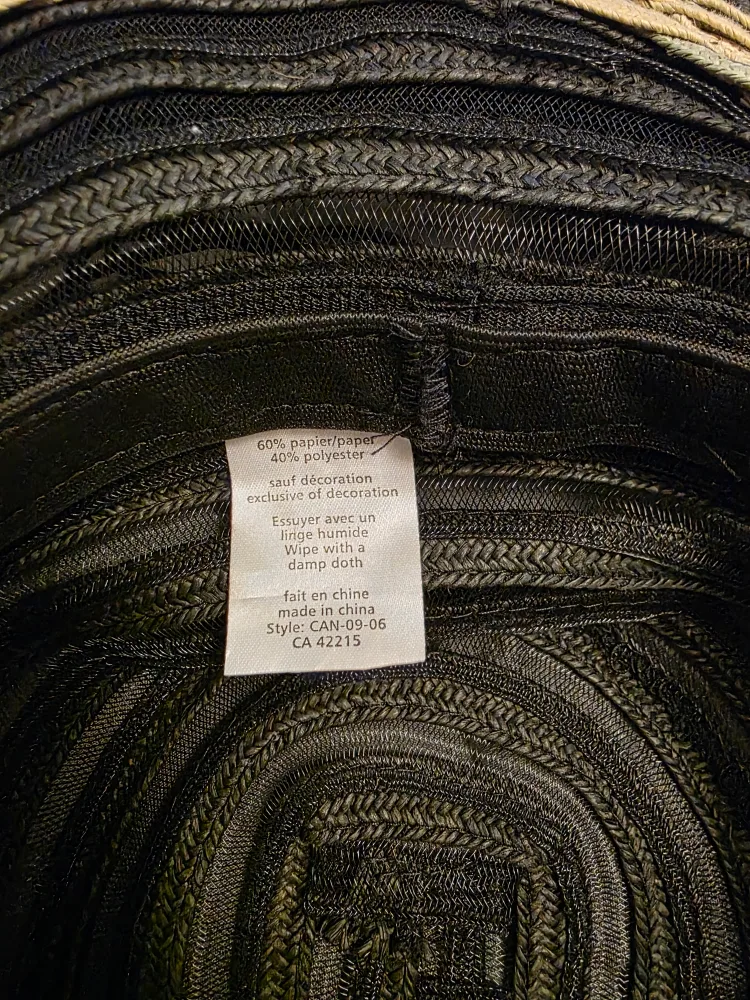 60% papier/paper
40% polyester
sauf décoration
exclusive of decoration
Essuyer avec un
linge humide
Wipe with a
damp doth
fait en chine
made in china
Style: CAN-09-06
CA 42215